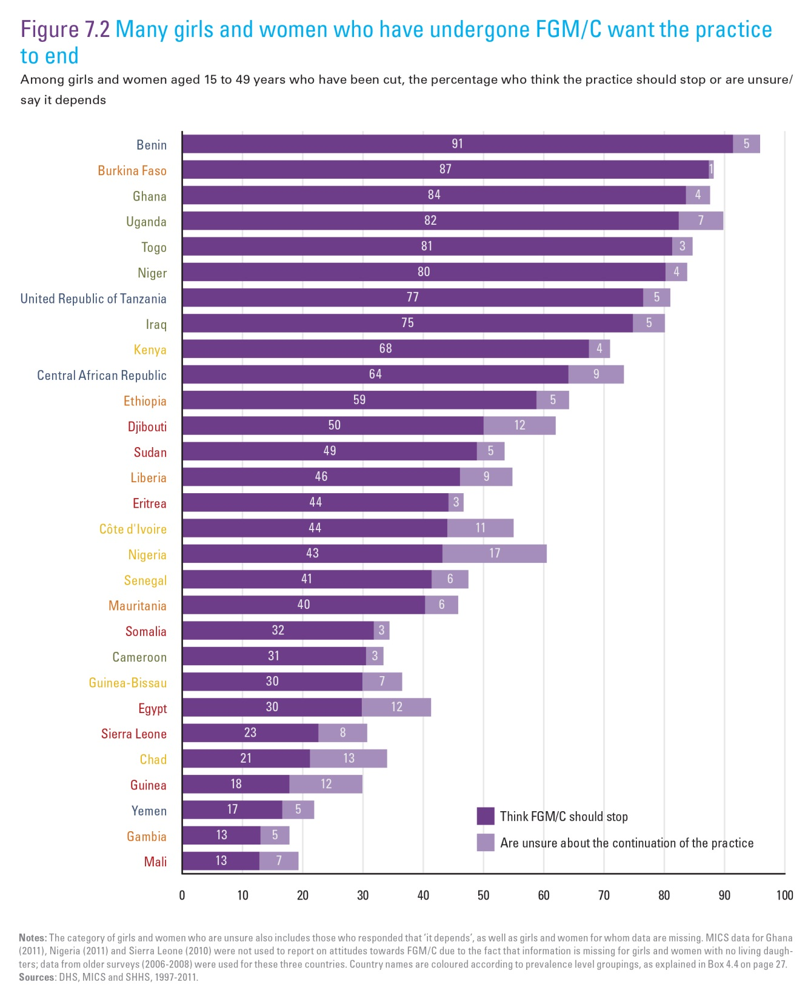 Figure 7.2 Many girls and women who have undergone FGM/C want the practice
to end
Among girls and women aged 15 to 49 years who have been cut, the percentage who think the practice should stop or are unsure/
say it depends
Benin 91 5
Burkina Faso 87 1
Ghana 84 4
Uganda 82 7
Togo 81 3
Niger 80 4
United Republic of Tanzania 77 5
Iraq 75 5
Kenya 68 4
Central African Republic 64 9
Ethiopia 59 5
Djibouti 50 12
Sudan 49 5
Liberia 46 9
Eritrea 44 3
Côte d'Ivoire 44 11
Nigeria 43 17
Senegal 41 6
Mauritania 40 6
Somalia 32 3
Cameroon 31 3
Guinea-Bissau 30 7
Egypt 30 12
Sierra Leone 23 8
Chad 21 13
Guinea 18 12
Yemen 17 5
Gambia 13 5
Mali 13 7
Think FGM/C should stop
Are unsure about the continuation of the practice
0 10 20 30 40 50 60 70 80 90 100
Notes: The category of girls and women who are unsure also includes those who responded that 'it depends', as well as girls and women for whom data are missing. MICS data for Ghana
(2011), Nigeria (2011) and Sierra Leone (2010) were not used to report on attitudes towards FGM/C due to the fact that information is missing for girls and women with no living daugh-
ters; data from older surveys (2006-2008) were used for these three countries. Country names are coloured according to prevalence level groupings, as explained in Box 4.4 on page 27.
Sources: DHS, MICS and SHHS, 1997-2011.